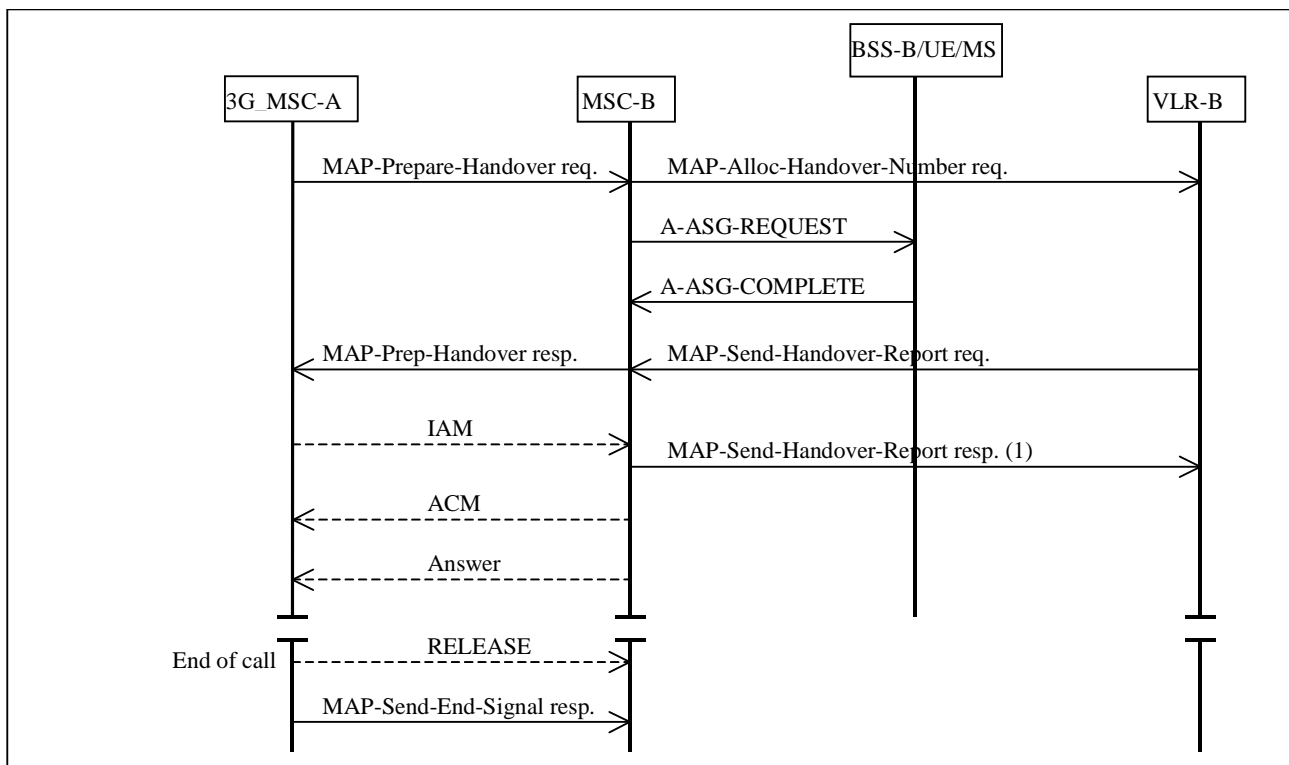 BSS-B/UE/MS
3G_MSC-A
MSC-B
VLR-B
MAP-Prepare-Handover req.
MAP-Alloc-Handover-Number req.
A-ASG-REQUEST
A-ASG-COMPLETE
MAP-Prep-Handover resp.
MAP-Send-Handover-Report req.
IAM
MAP-Send-Handover-Report resp. (1)
ACM
Answer
RELEASE
End of call
MAP-Send-End-Signal resp.